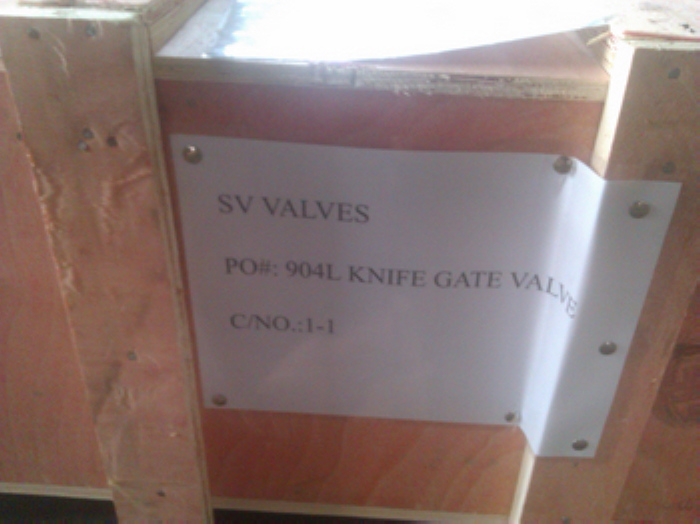 SV VALVES
PO#: 904L KNIFE GATE VALVE
C/NO.:1-1